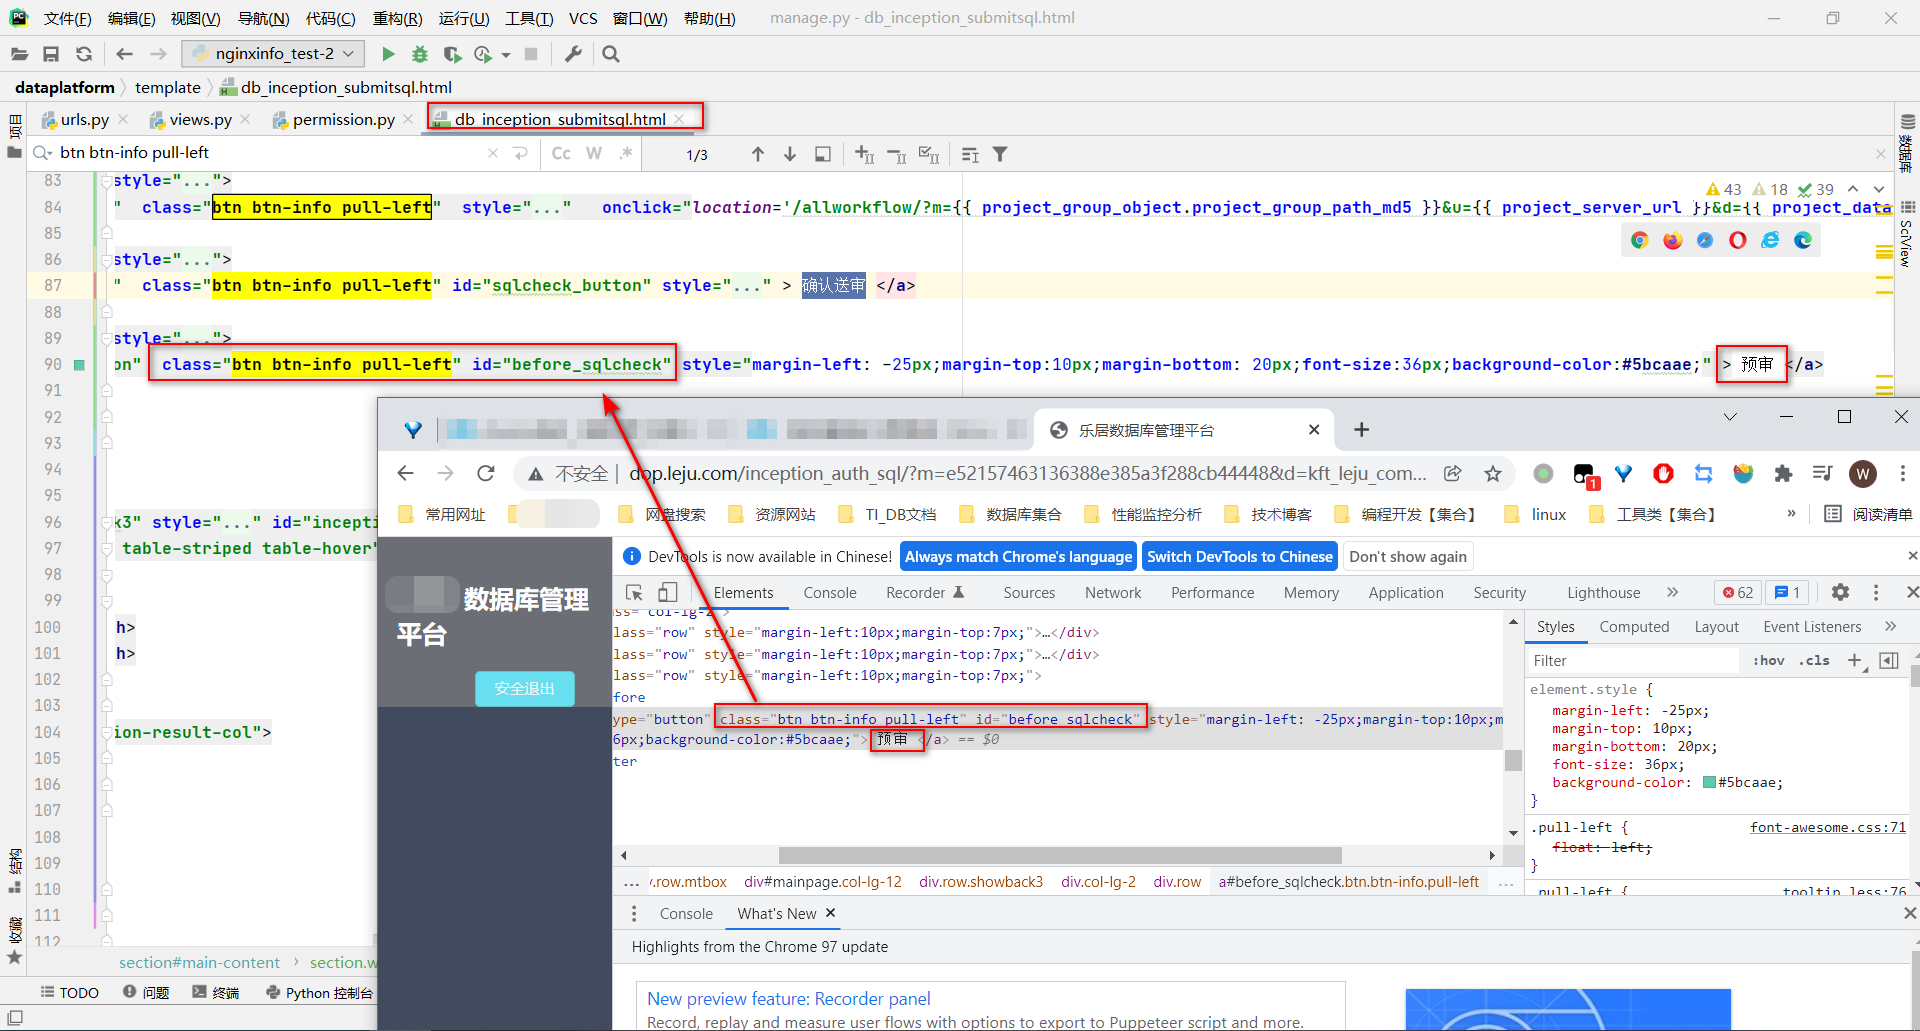 文件(F) 编辑(E) 视图(V) 导航(N) 代码(C) 重构(R) 运行(U) 工具(T) VCS 窗口(W) 帮助(H) manage.py - db_inception_submitsql.html
nginxinfo_test-2
dataplatform template db_inception_submitsql.html
urls.py views.py permission.py db_inception_submitsql.html
btn btn-info pull-left Cc W .* 1/3
83 style="...">
84 " class="btn btn-info pull-left" style="..." onclick="location='/allworkflow/?m={{ project_group_object.project_group_path_md5 }}&u={{ project_server_url }}&d={{ project_data
43 18 39
85
86 style="...">
87 " class="btn btn-info pull-left" id="sqlcheck_button" style="..." > 确认送审 </a>
88
89 style="...">
90 on" class="btn btn-info pull-left" id="before_sqlcheck" style="margin-left: -25px;margin-top:10px;margin-bottom: 20px;font-size:36px;background-color:#5bcaae;" > 预审 </a>
91
92
93
94
95
96 k3" style="..." id="incepti
97 table-striped table-hover"
98
99
100 h>
101 h>
102
103
104 ion-result-col">
105
106
107
108
109
110
111
112
项目
结构
收藏
数据库
SciView
section#main-content section.w
TODO 问题 终端 Python 控制台
乐居数据库管理平台
不安全 dop.leju.com/inception_auth_sql/?m=e52157463136388e385a3f288cb44448&d=kft_leju_com...
1 W
常用网址 网盘搜索 资源网站 TI_DB文档 数据库集合 性能监控分析 技术博客 编程开发【集合】 linux 工具类【集合】 » 阅读清单
数据库管理
平台
安全退出
DevTools is now available in Chinese! Always match Chrome's language Switch DevTools to Chinese Don't show again
Elements Console Recorder Sources Network Performance Memory Application Security Lighthouse » 62 1
ass="col-lg-2">
lass="row" style="margin-left:10px;margin-top:7px;">…</div>
lass="row" style="margin-left:10px;margin-top:7px;">…</div>
lass="row" style="margin-left:10px;margin-top:7px;">
fore
ype="button" class="btn btn-info pull-left" id="before_sqlcheck" style="margin-left: -25px;margin-top:10px;m
6px;background-color:#5bcaae;"> 预审 </a> == $0
ter
Styles Computed Layout Event Listeners »
Filter :hov .cls +
element.style {
margin-left: -25px;
margin-top: 10px;
margin-bottom: 20px;
font-size: 36px;
background-color: #5bcaae;
}
.pull-left { font-awesome.css:71
float: left;
}
.pull-left { tooltip.less:76
... v.row.mtbox div#mainpage.col-lg-12 div.row.showback3 div.col-lg-2 div.row a#before_sqlcheck.btn.btn-info.pull-left ...
Console What's New
Highlights from the Chrome 97 update
New preview feature: Recorder panel
Record, replay and measure user flows with options to export to Puppeteer script and more.